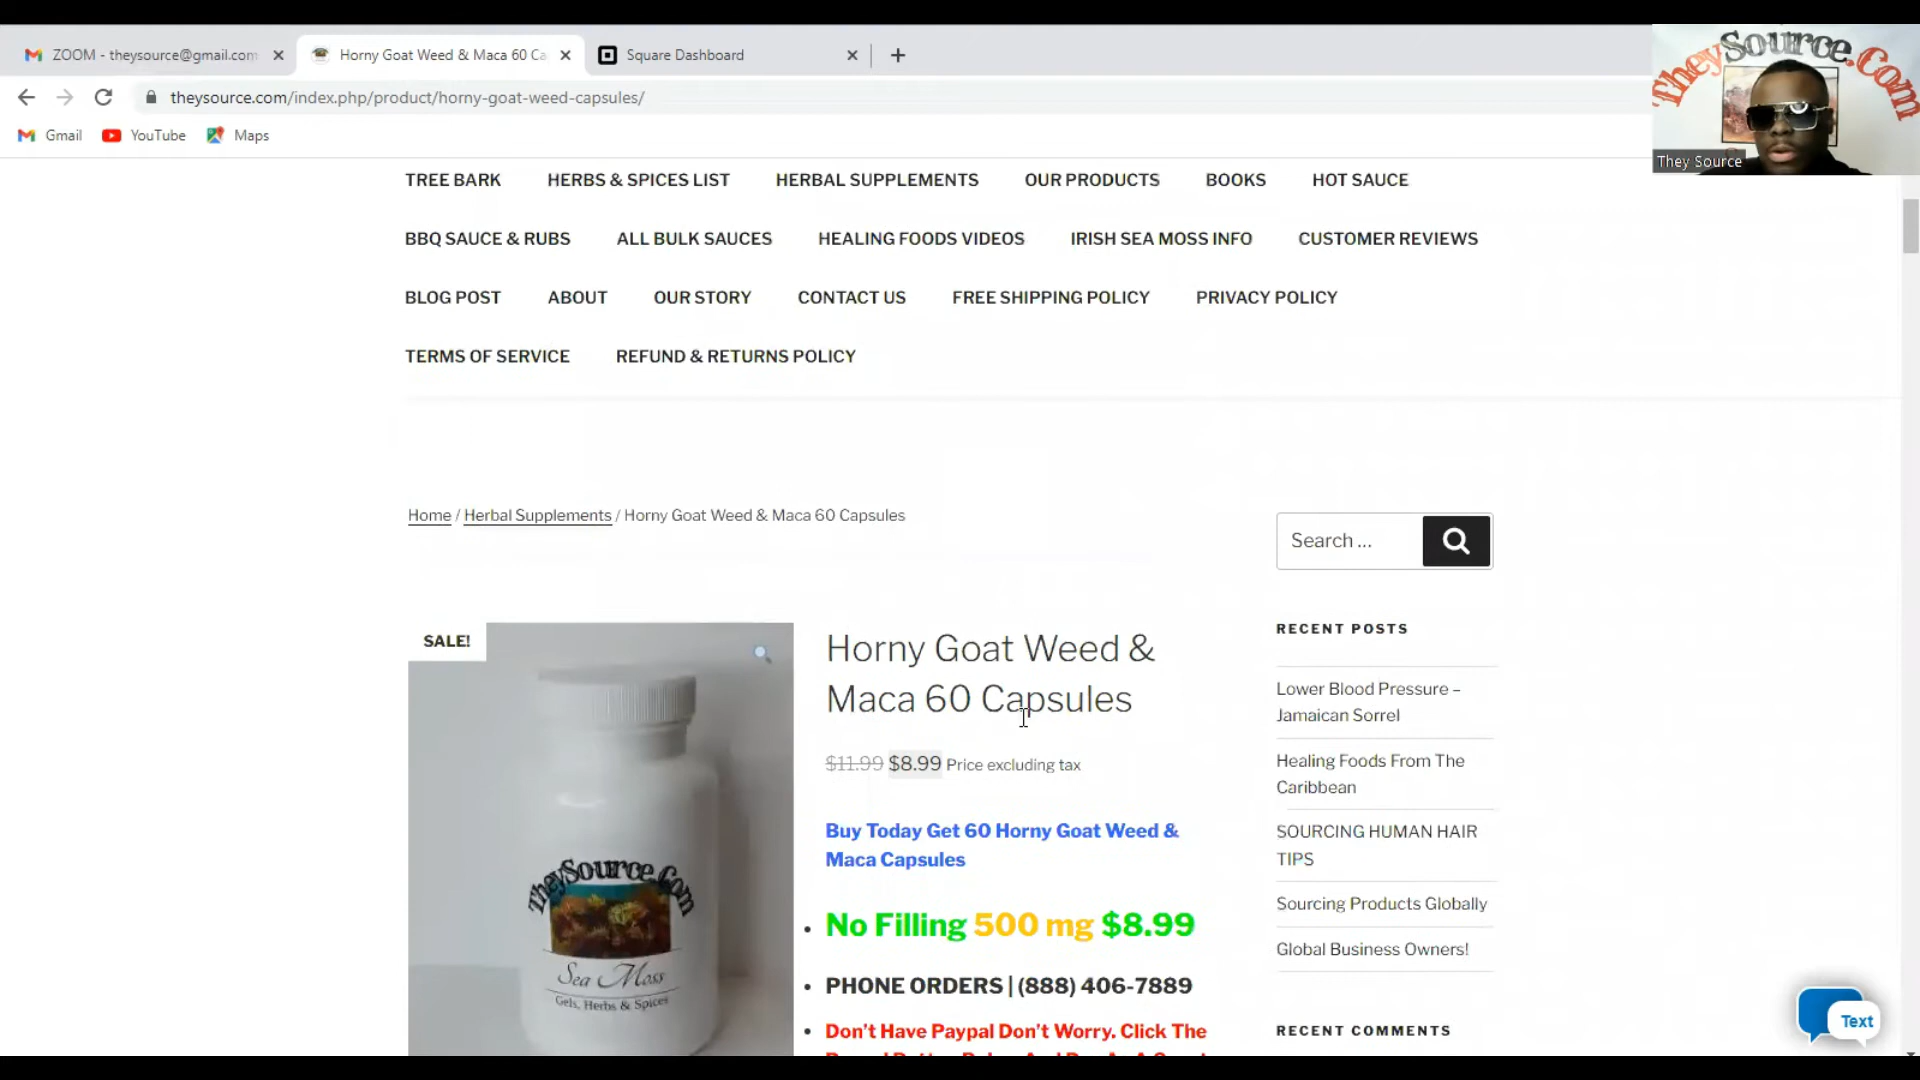 ZOOM - theysource@gmail.com
Horny Goat Weed & Maca 60 Ca
Square Dashboard
theysource.com/index.php/product/horny-goat-weed-capsules/
Gmail YouTube Maps
TheySource.Com
They Source
TREE BARK HERBS & SPICES LIST HERBAL SUPPLEMENTS OUR PRODUCTS BOOKS HOT SAUCE
BBQ SAUCE & RUBS ALL BULK SAUCES HEALING FOODS VIDEOS IRISH SEA MOSS INFO CUSTOMER REVIEWS
BLOG POST ABOUT OUR STORY CONTACT US FREE SHIPPING POLICY PRIVACY POLICY
TERMS OF SERVICE REFUND & RETURNS POLICY
Home / Herbal Supplements / Horny Goat Weed & Maca 60 Capsules
Search ...
SALE!
TheySource.Com
Sea Moss
Gels, Herbs & Spices
Horny Goat Weed &
Maca 60 Capsules
$11.99 $8.99 Price excluding tax
Buy Today Get 60 Horny Goat Weed &
Maca Capsules
No Filling 500 mg $8.99
PHONE ORDERS | (888) 406-7889
Don't Have Paypal Don't Worry. Click The
RECENT POSTS
Lower Blood Pressure –
Jamaican Sorrel
Healing Foods From The
Caribbean
SOURCING HUMAN HAIR
TIPS
Sourcing Products Globally
Global Business Owners!
RECENT COMMENTS
Text